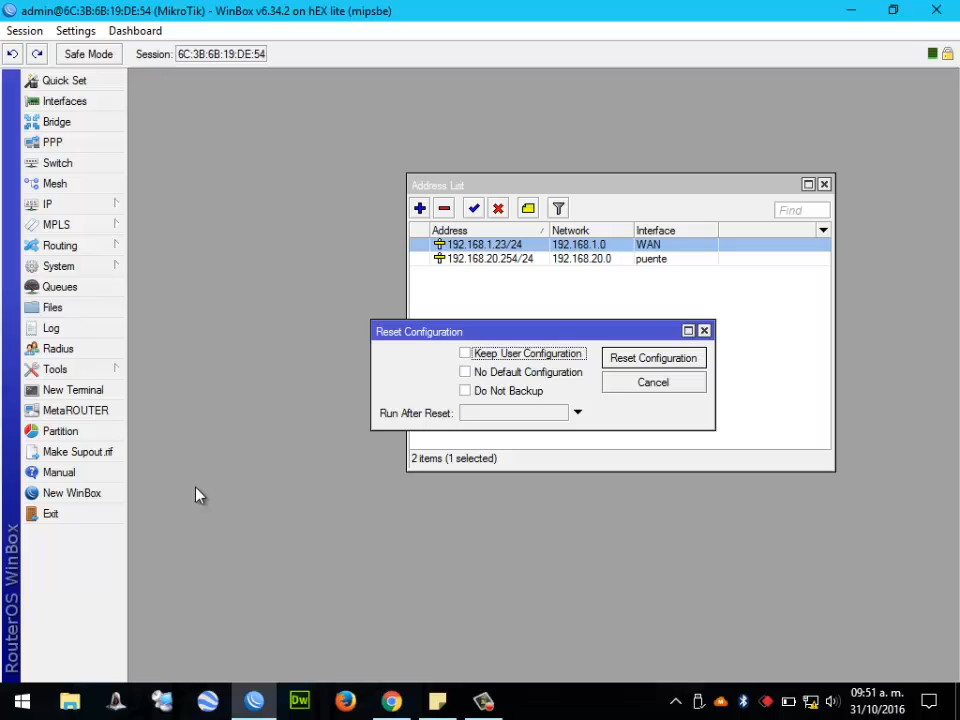 admin@6C:3B:6B:19:DE:54 (MikroTik) - WinBox v6.34.2 on hEX lite (mipsbe)
Session Settings Dashboard
Safe Mode Session: 6C:3B:6B:19:DE:54
Quick Set
Interfaces
Bridge
PPP
Switch
Mesh
IP
MPLS
Routing
System
Queues
Files
Log
Radius
Tools
New Terminal
MetaROUTER
Partition
Make Supout.rif
Manual
New WinBox
Exit
RouterOS WinBox
Address List
Find
Address Network Interface
192.168.1.23/24 192.168.1.0 WAN
192.168.20.254/24 192.168.20.0 puente
Reset Configuration
Keep User Configuration Reset Configuration
No Default Configuration Cancel
Do Not Backup
Run After Reset:
2 items (1 selected)
Dw
09:51 a. m.
31/10/2016